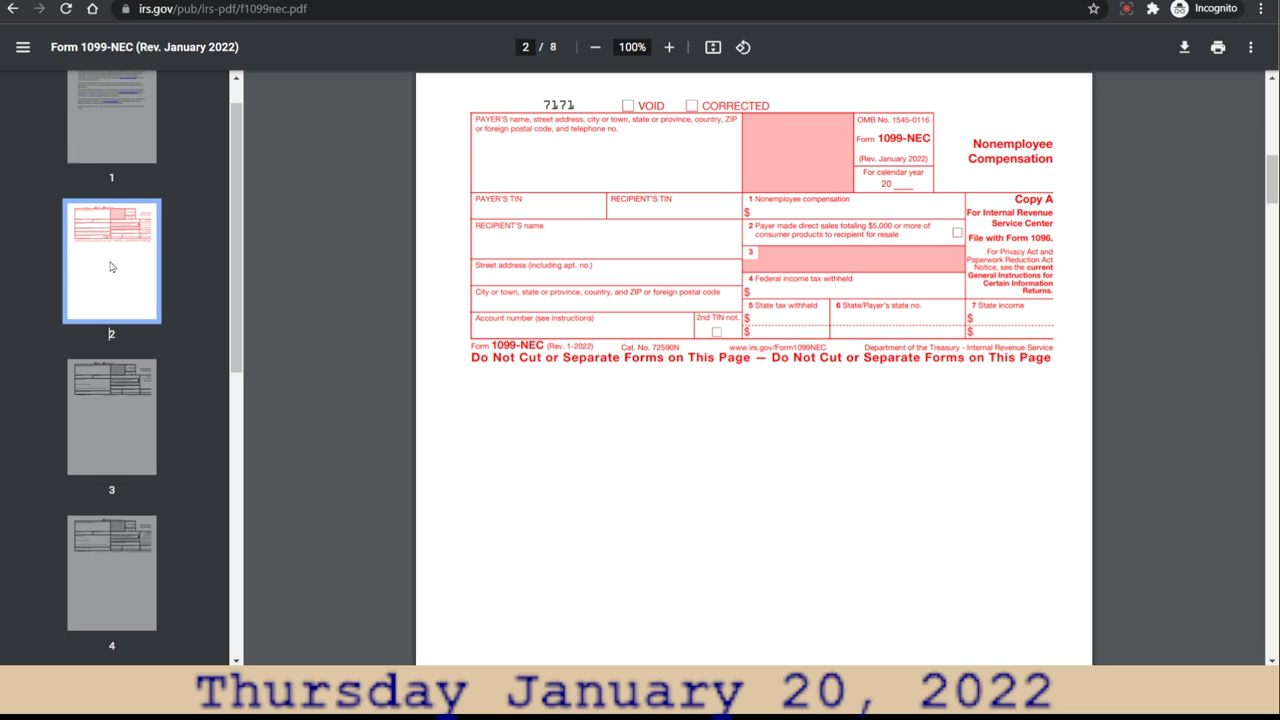 irs.gov/pub/irs-pdf/f1099nec.pdf
Incognito
Form 1099-NEC (Rev. January 2022)
2 / 8
100%
1
2
3
4
7171
VOID
CORRECTED
PAYER'S name, street address, city or town, state or province, country, ZIP
or foreign postal code, and telephone no.
OMB No. 1545-0116
Form 1099-NEC
(Rev. January 2022)
For calendar year
20 ____
Nonemployee
Compensation
PAYER'S TIN
RECIPIENT'S TIN
1 Nonemployee compensation
$
Copy A
For Internal Revenue
Service Center
File with Form 1096.
For Privacy Act and
Paperwork Reduction Act
Notice, see the current
General Instructions for
Certain Information
Returns.
RECIPIENT'S name
2 Payer made direct sales totaling $5,000 or more of
consumer products to recipient for resale
3
Street address (including apt. no.)
4 Federal income tax withheld
$
City or town, state or province, country, and ZIP or foreign postal code
5 State tax withheld
$
$
6 State/Payer's state no.
7 State income
$
$
Account number (see instructions)
2nd TIN not.
Form 1099-NEC (Rev. 1-2022)
Cat. No. 72590N
www.irs.gov/Form1099NEC
Department of the Treasury - Internal Revenue Service
Do Not Cut or Separate Forms on This Page — Do Not Cut or Separate Forms on This Page
Thursday January 20, 2022